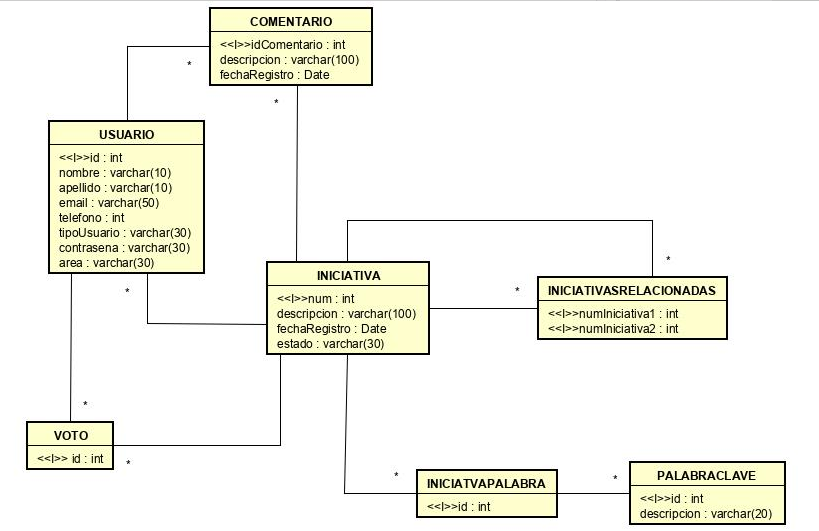 COMENTARIO
<<I>>idComentario : int
descripcion : varchar(100)
fechaRegistro : Date
*
*
USUARIO
<<I>>id : int
nombre : varchar(10)
apellido : varchar(10)
email : varchar(50)
telefono : int
tipoUsuario : varchar(30)
contrasena : varchar(30)
area : varchar(30)
*
INICIATIVA
<<I>>num : int
descripcion : varchar(100)
fechaRegistro : Date
estado : varchar(30)
*
*
INICIATIVASRELACIONADAS
<<I>>numIniciativa1 : int
<<I>>numIniciativa2 : int
*
VOTO
<<I>> id : int
*
*
INICIATVAPALABRA
<<I>>id : int
*
PALABRACLAVE
<<I>>id : int
descripcion : varchar(20)